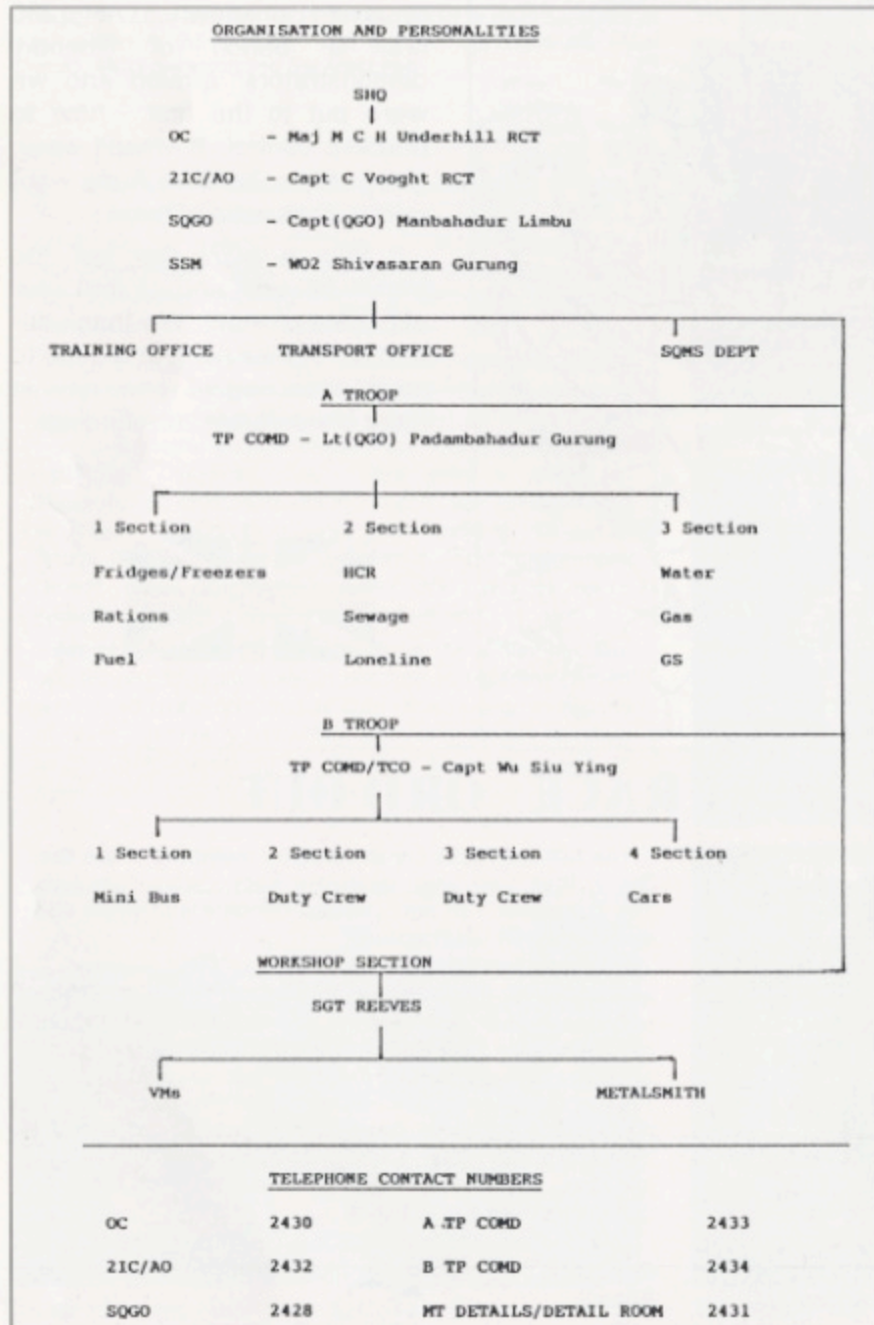 ORGANISATION AND PERSONALITIES
SHQ
OC - Maj M C H Underhill RCT
2IC/AO - Capt C Vooght RCT
SQGO - Capt(QGO) Manbahadur Limbu
SSM - WO2 Shivasaran Gurung
TRAINING OFFICE TRANSPORT OFFICE SQMS DEPT
A TROOP
TP COMD - Lt(QGO) Padambahadur Gurung
1 Section 2 Section 3 Section
Fridges/Freezers HCR Water
Rations Sewage Gas
Fuel Loneline GS
B TROOP
TP COMD/TCO - Capt Wu Siu Ying
1 Section 2 Section 3 Section 4 Section
Mini Bus Duty Crew Duty Crew Cars
WORKSHOP SECTION
SGT REEVES
VMs METALSMITH
TELEPHONE CONTACT NUMBERS
OC 2430 A TP COMD 2433
2IC/AO 2432 B TP COMD 2434
SQGO 2428 MT DETAILS/DETAIL ROOM 2431